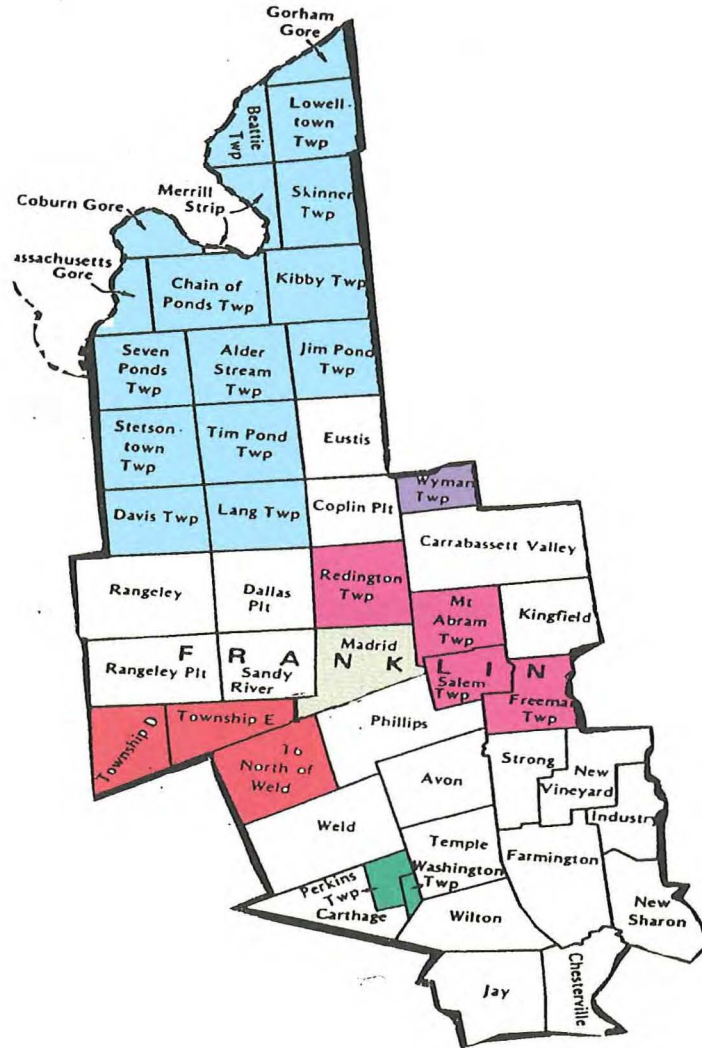 Gorham
Gore
Lowell-
town
Twp
Beattie
Twp
Merrill
Strip
Skinner
Twp
Coburn Gore
assachusetts
Gore
Chain of
Ponds Twp
Kibby Twp
Seven
Ponds
Twp
Alder
Stream
Twp
Jim Pond
Twp
Stetson-
town
Twp
Tim Pond
Twp
Eustis
Wyman
Twp
Davis Twp
Lang Twp
Coplin Plt
Carrabassett Valley
Rangeley
Dallas
Plt
Redington
Twp
Mt
Abram
Twp
Kingfield
Madrid
FRANKLIN
Rangeley Plt
Sandy
River
Salem
Twp
Freeman
Twp
Township D
Township E
Phillips
T6
North of
Weld
Strong
New
Vineyard
Avon
Industry
Weld
Temple
Farmington
Washington
Twp
Perkins
Twp
Carthage
Wilton
New
Sharon
Jay
Chesterville